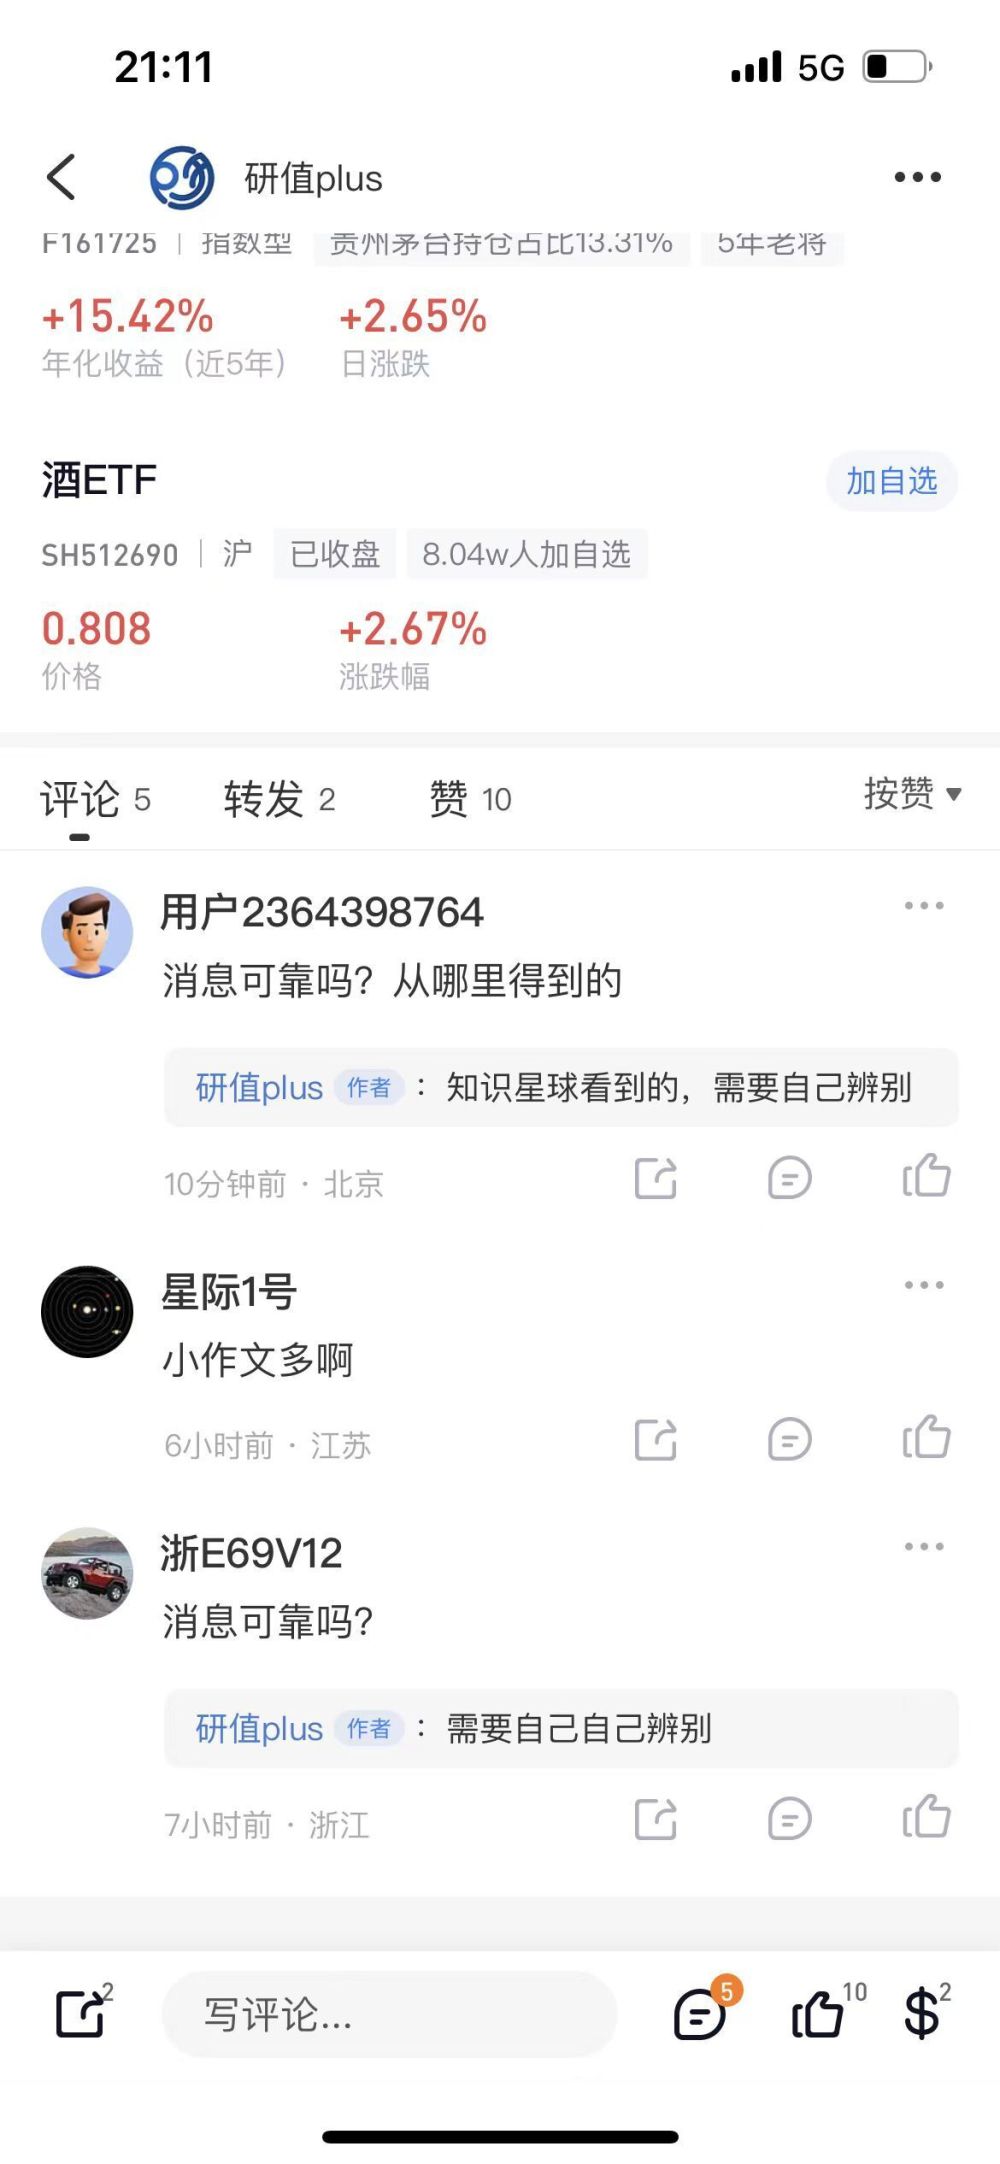 21:11
5G
研值plus
F161725 | 指数型 贵州茅台持仓占比13.31% 5年老将
+15.42% +2.65%
年化收益（近5年） 日涨跌
酒ETF 加自选
SH512690 | 沪 已收盘 8.04w人加自选
0.808 +2.67%
价格 涨跌幅
评论 5 转发 2 赞 10 按赞
用户2364398764
消息可靠吗？从哪里得到的
研值plus 作者 ：知识星球看到的，需要自己辨别
10分钟前 · 北京
星际1号
小作文多啊
6小时前 · 江苏
浙E69V12
消息可靠吗？
研值plus 作者 ：需要自己自己辨别
7小时前 · 浙江
2 写评论... 5 10 $ 2